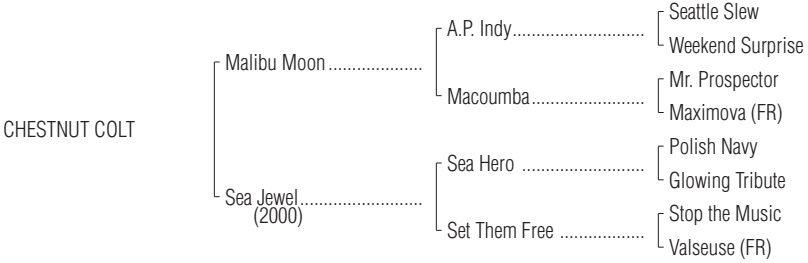 Seattle Slew
A.P. Indy
Weekend Surprise
Malibu Moon
Mr. Prospector
Macoumba
Maximova (FR)
CHESTNUT COLT
Polish Navy
Sea Hero
Glowing Tribute
Sea Jewel
(2000)
Stop the Music
Set Them Free
Valseuse (FR)